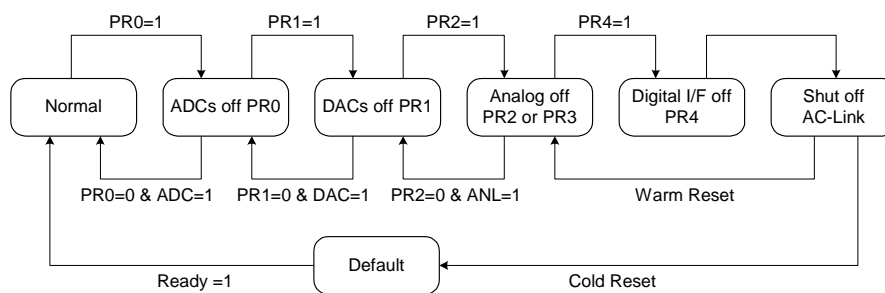 PR0=1
PR1=1
PR2=1
PR4=1
Normal
ADCs off PR0
DACs off PR1
Analog off
PR2 or PR3
Digital I/F off
PR4
Shut off
AC-Link
PR0=0 & ADC=1
PR1=0 & DAC=1
PR2=0 & ANL=1
Warm Reset
Default
Ready =1
Cold Reset